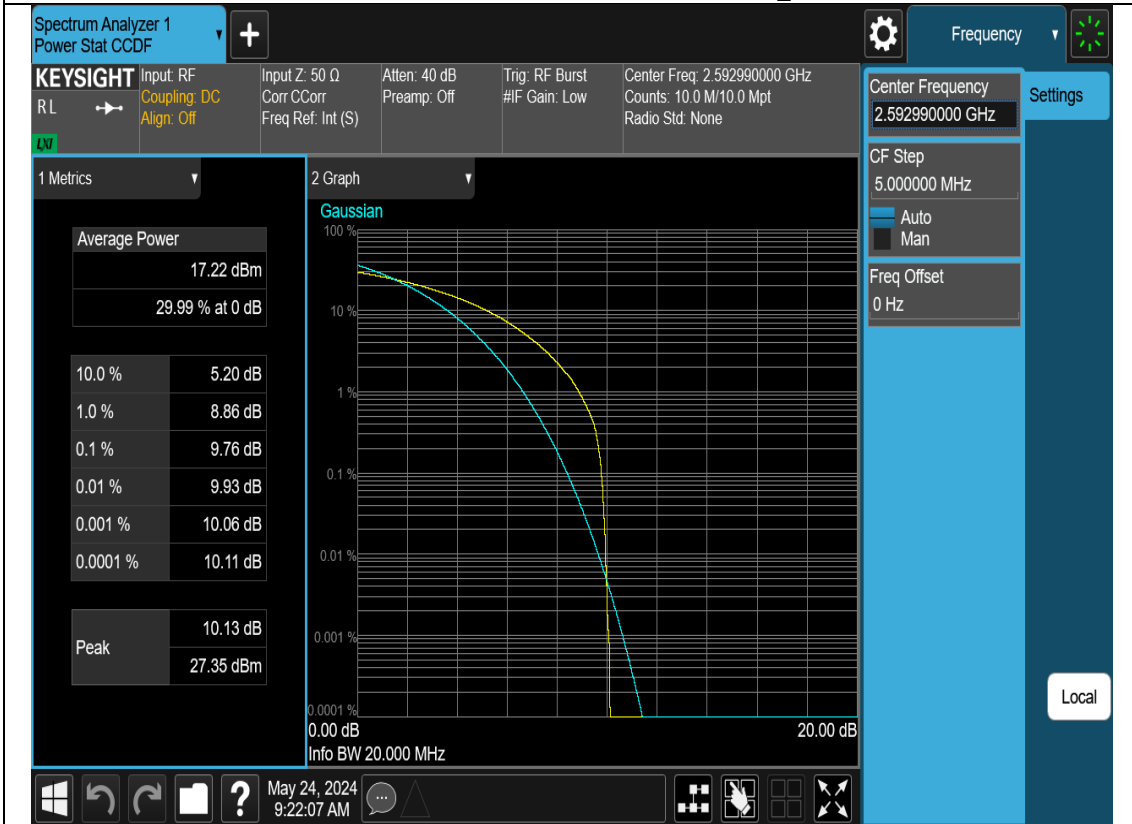 Spectrum Analyzer 1
Power Stat CCDF
Frequency
KEYSIGHT
RL
LXI
Input: RF
Coupling: DC
Align: Off
Input Z: 50 Ω
Corr CCorr
Freq Ref: Int (S)
Atten: 40 dB
Preamp: Off
Trig: RF Burst
#IF Gain: Low
Center Freq: 2.592990000 GHz
Counts: 10.0 M/10.0 Mpt
Radio Std: None
Center Frequency
2.592990000 GHz
Settings
CF Step
5.000000 MHz
Auto
Man
Freq Offset
0 Hz
1 Metrics
Average Power
17.22 dBm
29.99 % at 0 dB
10.0 % 5.20 dB
1.0 % 8.86 dB
0.1 % 9.76 dB
0.01 % 9.93 dB
0.001 % 10.06 dB
0.0001 % 10.11 dB
Peak
10.13 dB
27.35 dBm
2 Graph
Gaussian
100 %
10 %
1 %
0.1 %
0.01 %
0.001 %
0.0001 %
0.00 dB 20.00 dB
Info BW 20.000 MHz
Local
?
May 24, 2024
9:22:07 AM